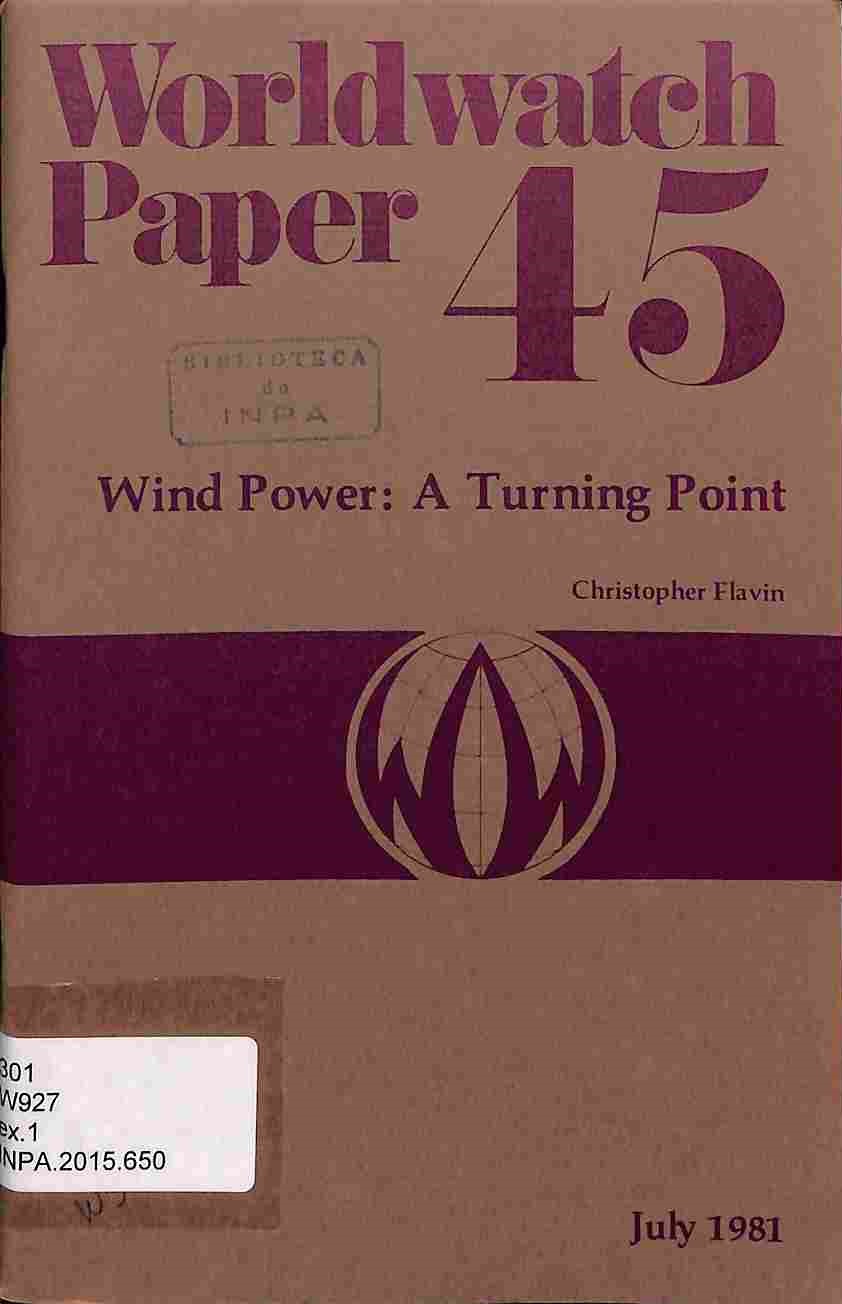 Worldwatch
Paper 45
BIBLIOTECA
do
INPA
Wind Power: A Turning Point
Christopher Flavin
301
W927
ex.1
INPA.2015.650
July 1981